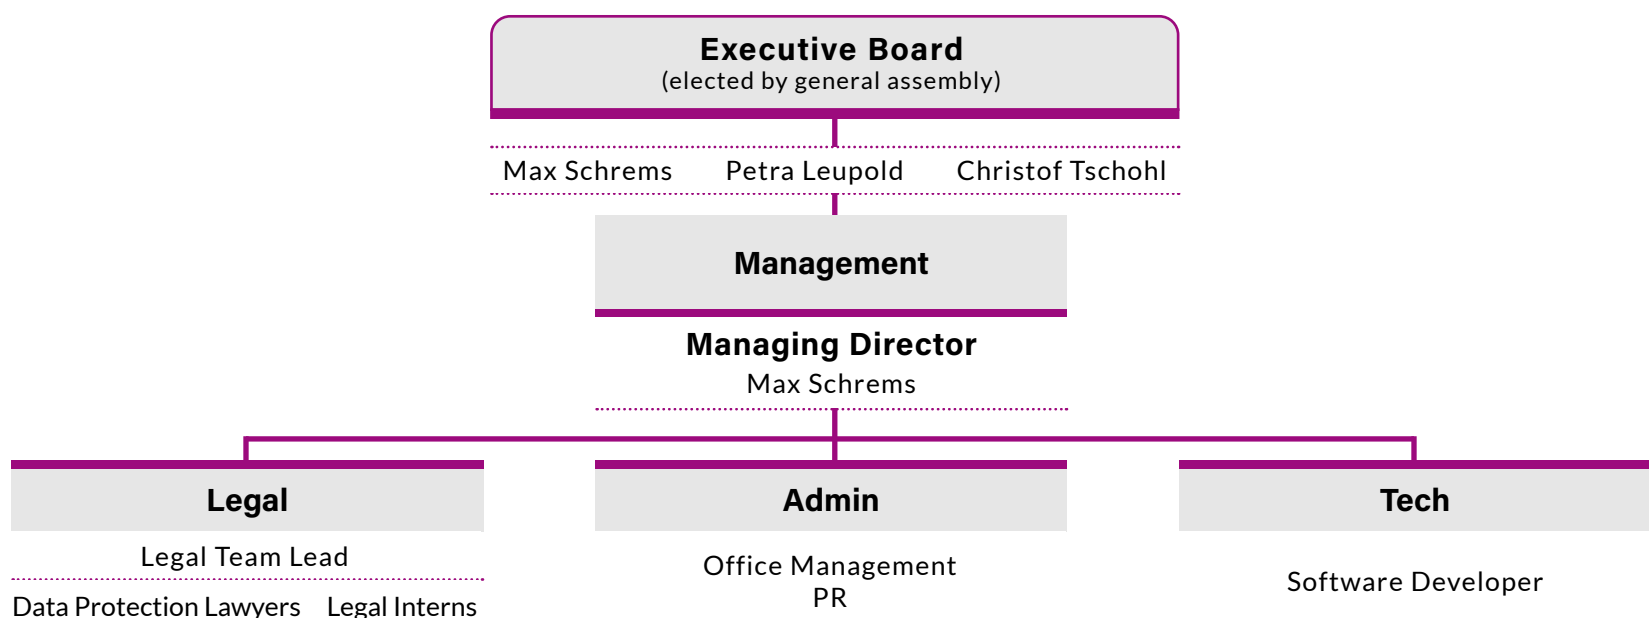 Executive Board
(elected by general assembly)
Max Schrems Petra Leupold Christof Tschohl
Management
Managing Director
Max Schrems
Legal Admin Tech
Legal Team Lead
Data Protection Lawyers Legal Interns
Office Management
PR
Software Developer